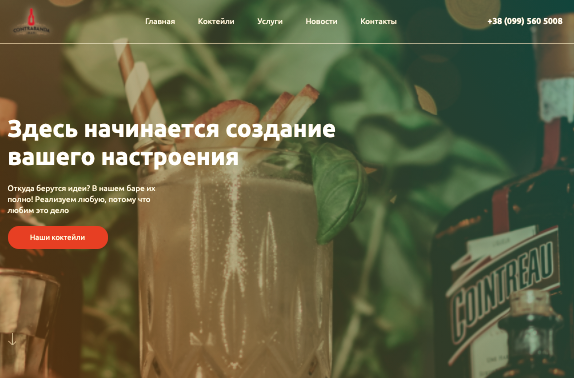 CONTRABANDA
Главная
Коктейли
Услуги
Новости
Контакты
+38 (099) 560 5008
Здесь начинается создание
вашего настроения
Откуда берутся идеи? В нашем баре их
полно! Реализуем любую, потому что
любим это дело
Наши коктейли
COINTREAU